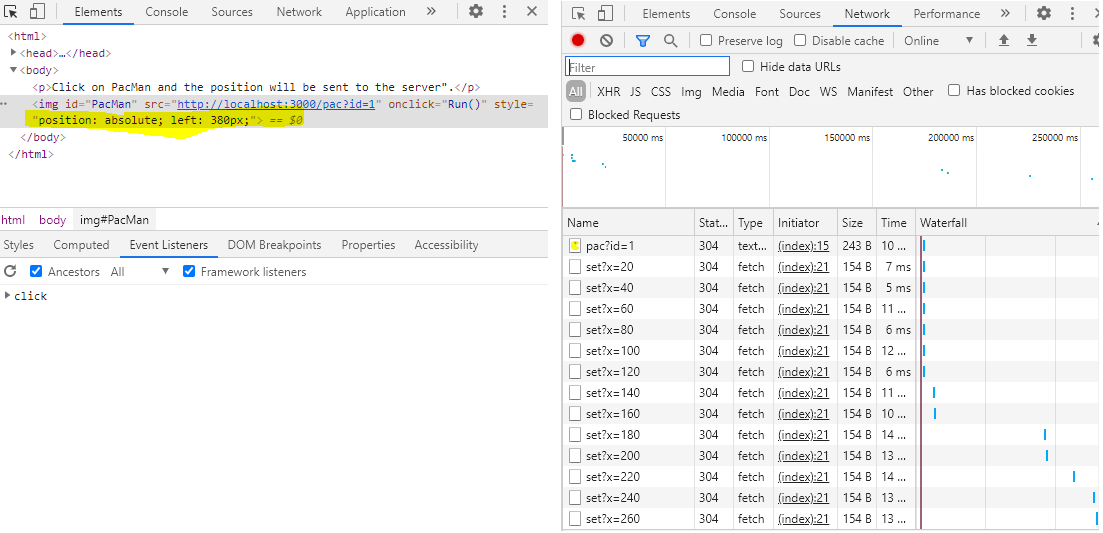 Elements Console Sources Network Application »
<html>
<head>…</head>
<body>
<p>Click on PacMan and the position will be sent to the server".</p>
<img id="PacMan" src="http://localhost:3000/pac?id=1" onclick="Run()" style=
"position: absolute; left: 380px;"> == $0
</body>
</html>
html body img#PacMan
Styles Computed Event Listeners DOM Breakpoints Properties Accessibility
Ancestors All Framework listeners
click
Elements Console Sources Network Performance »
Preserve log Disable cache Online
Filter Hide data URLs
All XHR JS CSS Img Media Font Doc WS Manifest Other Has blocked cookies
Blocked Requests
50000 ms 100000 ms 150000 ms 200000 ms 250000 ms
Name Stat... Type Initiator Size Time Waterfall
pac?id=1 304 text... (index):15 243 B 10 ...
set?x=20 304 fetch (index):21 154 B 7 ms
set?x=40 304 fetch (index):21 154 B 5 ms
set?x=60 304 fetch (index):21 154 B 11 ...
set?x=80 304 fetch (index):21 154 B 6 ms
set?x=100 304 fetch (index):21 154 B 12 ...
set?x=120 304 fetch (index):21 154 B 6 ms
set?x=140 304 fetch (index):21 154 B 11 ...
set?x=160 304 fetch (index):21 154 B 10 ...
set?x=180 304 fetch (index):21 154 B 14 ...
set?x=200 304 fetch (index):21 154 B 13 ...
set?x=220 304 fetch (index):21 154 B 14 ...
set?x=240 304 fetch (index):21 154 B 13 ...
set?x=260 304 fetch (index):21 154 B 13 ...